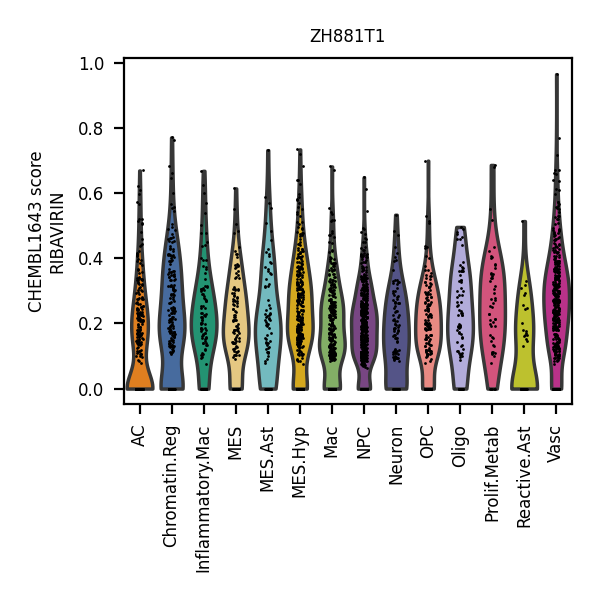 ZH881T1
CHEMBL1643 score
RIBAVIRIN
1.0
0.8
0.6
0.4
0.2
0.0
AC
Chromatin.Reg
Inflammatory.Mac
MES
MES.Ast
MES.Hyp
Mac
NPC
Neuron
OPC
Oligo
Prolif.Metab
Reactive.Ast
Vasc